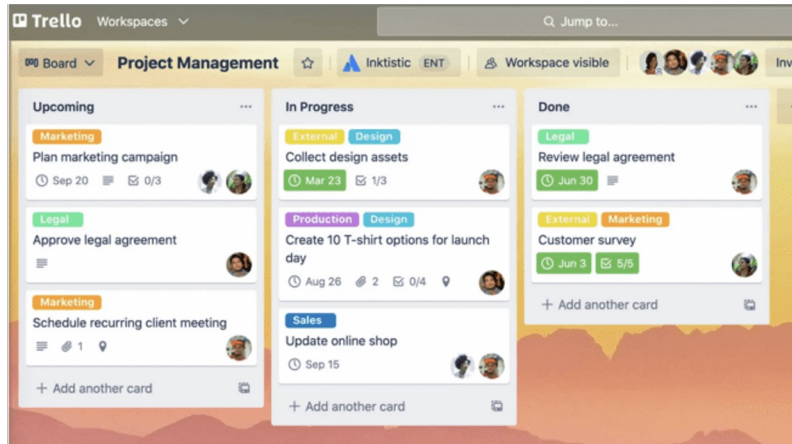 Trello Workspaces Jump to...
Board Project Management Inktistic ENT Workspace visible
Upcoming
Marketing
Plan marketing campaign
Sep 20 0/3
Legal
Approve legal agreement
Marketing
Schedule recurring client meeting
1
+ Add another card
In Progress
External Design
Collect design assets
Mar 23 1/3
Production Design
Create 10 T-shirt options for launch
day
Aug 26 2 0/4
Sales
Update online shop
Sep 15
+ Add another card
Done
Legal
Review legal agreement
Jun 30
External Marketing
Customer survey
Jun 3 5/5
+ Add another card